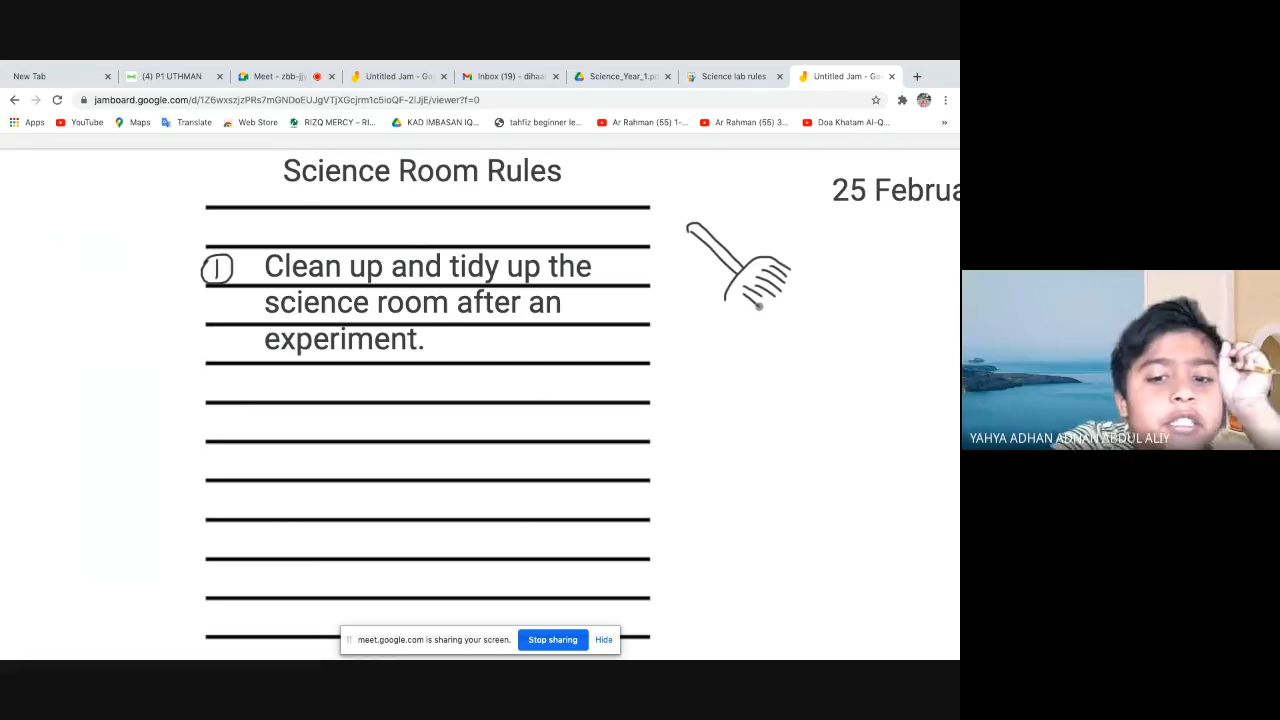 New Tab
(4) P1 UTHMAN
Meet - zbb-jj
Untitled Jam - Go
Inbox (19) - dihaa
Science_Year_1.p
Science lab rules
Untitled Jam - Go
jamboard.google.com/d/1Z6wxszjzPRs7mGNDoEUJgVTjXGcjrm1c5ioQF-2IJjE/viewer?f=0
Apps
YouTube
Maps
Translate
Web Store
RIZQ MERCY – RI...
KAD IMBASAN IQ...
tahfiz beginner le...
Ar Rahman (55) 1-...
Ar Rahman (55) 3...
Doa Khatam Al-Q...
»
Science Room Rules
25 Februa
1 Clean up and tidy up the
science room after an
experiment.
YAHYA ADHAN ADNAN ABDUL ALIY
meet.google.com is sharing your screen.
Stop sharing
Hide